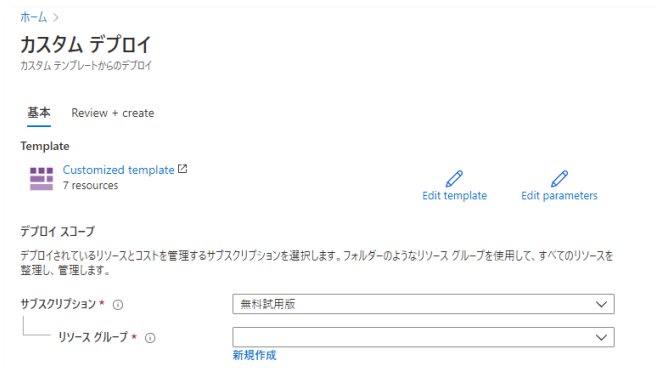 ホーム >
カスタム デプロイ
カスタム テンプレートからのデプロイ
基本 Review + create
Template
Customized template
7 resources
Edit template Edit parameters
デプロイ スコープ
デプロイされているリソースとコストを管理するサブスクリプションを選択します。フォルダーのようなリソース グループを使用して、すべてのリソースを
整理し、管理します。
サブスクリプション * 無料試用版
リソース グループ *
新規作成